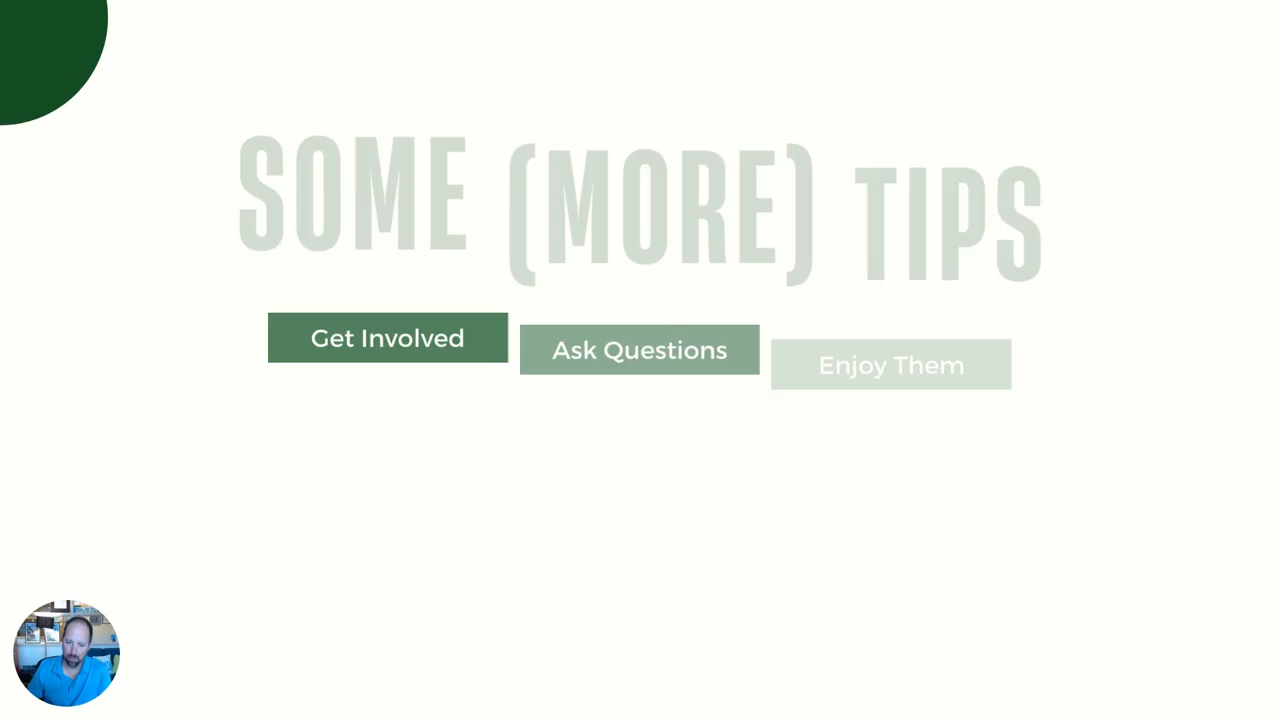 SOME (MORE) TIPS
Get Involved
Ask Questions
Enjoy Them